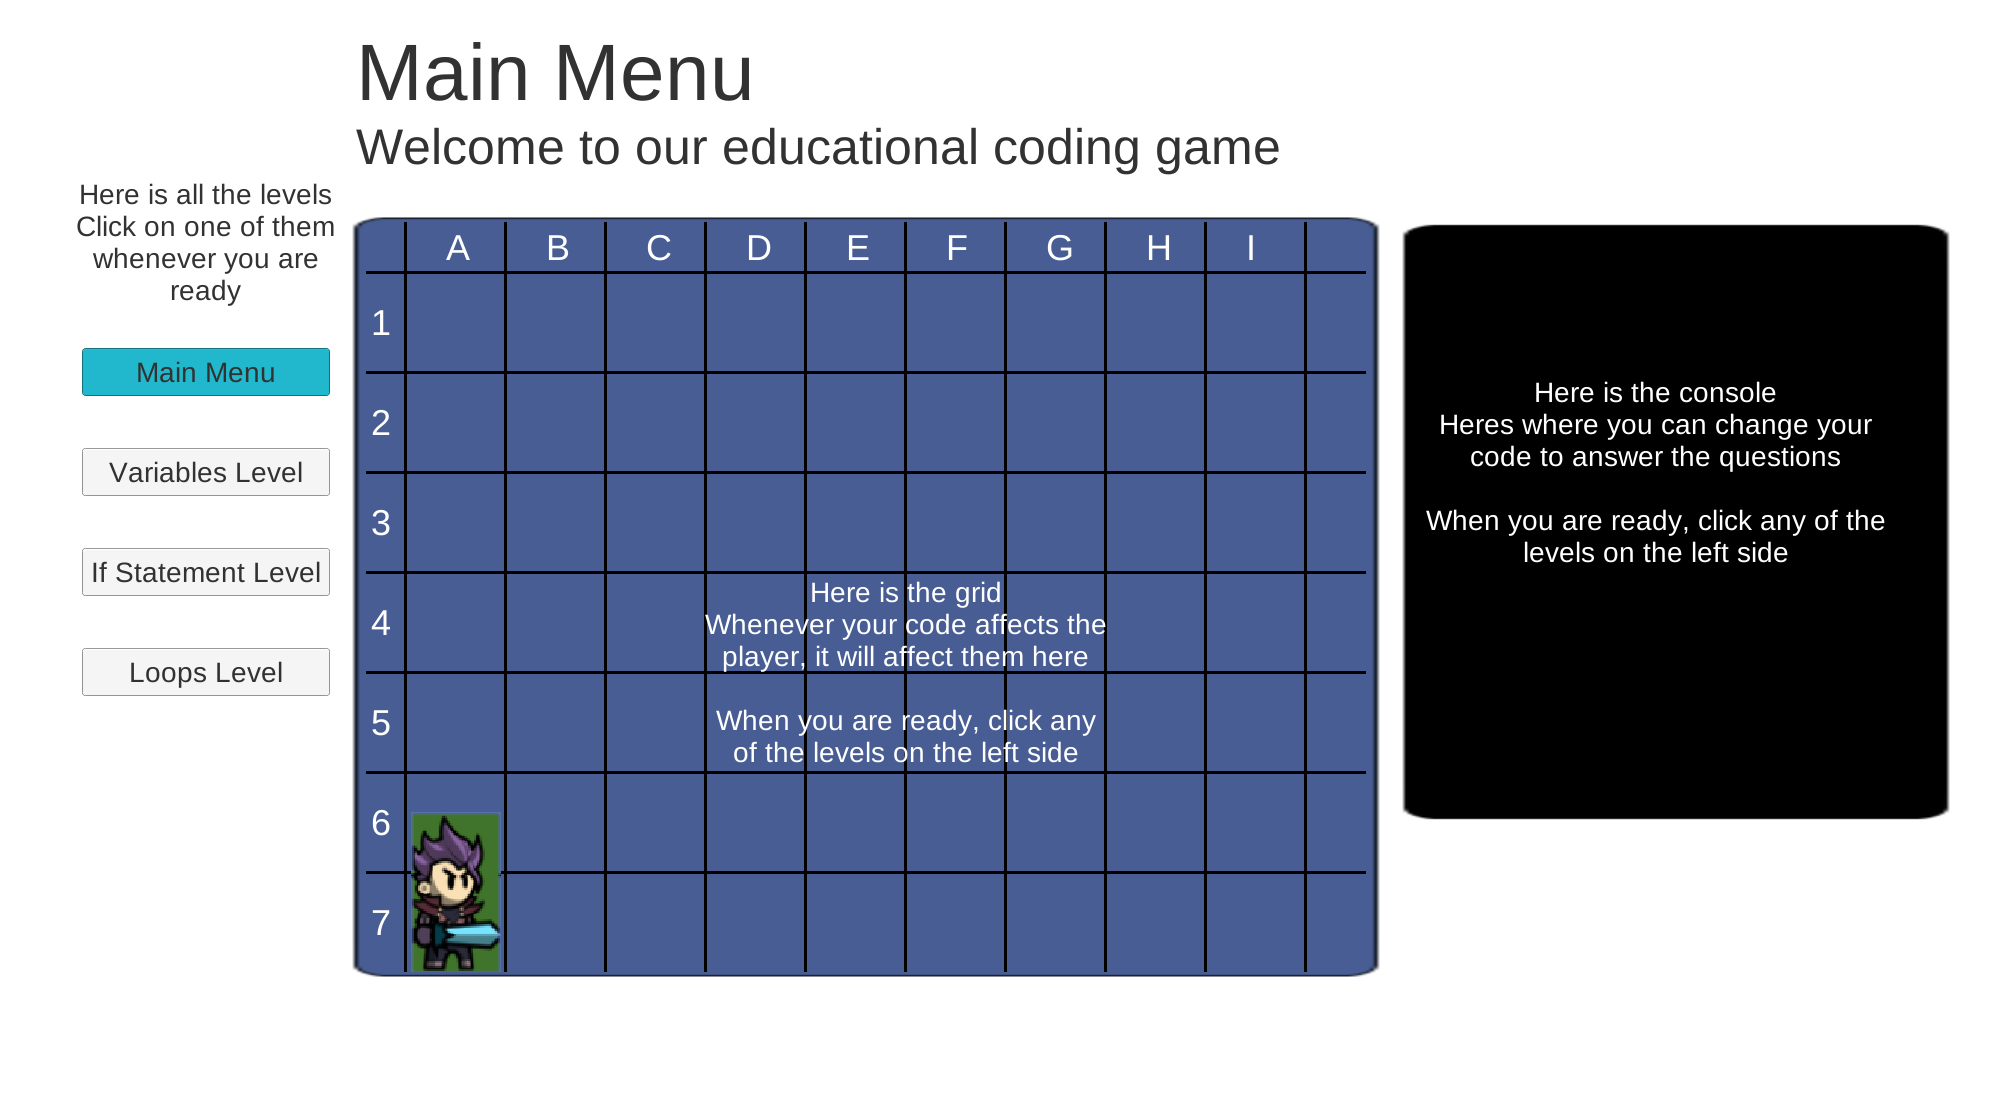 Main Menu
Welcome to our educational coding game
Here is all the levels
Click on one of them
whenever you are
ready
Main Menu
Variables Level
If Statement Level
Loops Level
A B C D E F G H I
1
2
3
4
5
6
7
Here is the grid
Whenever your code affects the
player, it will affect them here
When you are ready, click any
of the levels on the left side
Here is the console
Heres where you can change your
code to answer the questions
When you are ready, click any of the
levels on the left side